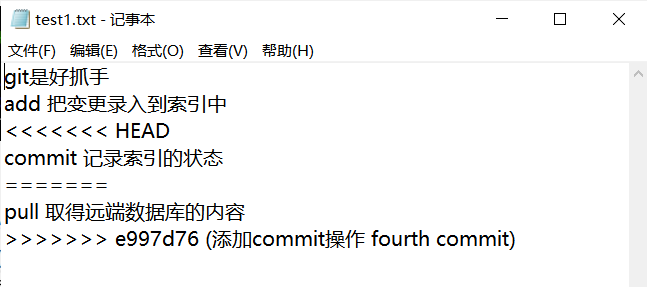 test1.txt - 记事本
文件(F) 编辑(E) 格式(O) 查看(V) 帮助(H)
git是好抓手
add 把变更录入到索引中
<<<<<<< HEAD
commit 记录索引的状态
=======
pull 取得远端数据库的内容
>>>>>>> e997d76 (添加commit操作 fourth commit)